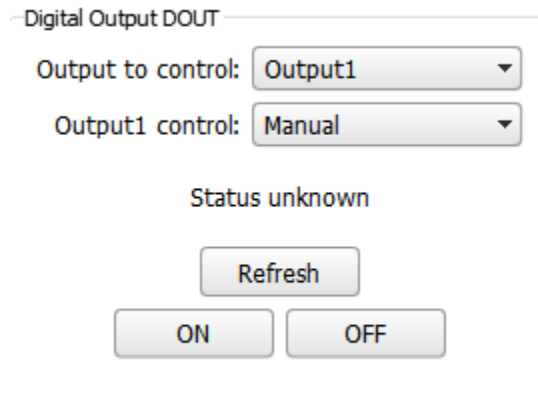 Digital Output DOUT
Output to control: Output1
Output1 control: Manual
Status unknown
Refresh
ON OFF